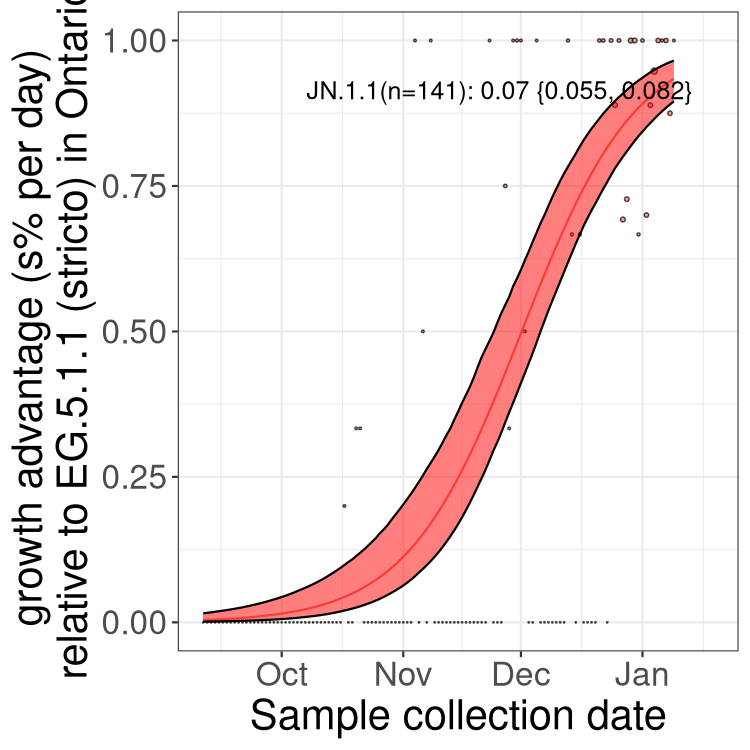 growth advantage (s% per day)
relative to EG.5.1.1 (stricto) in Ontario
1.00
0.75
0.50
0.25
0.00
JN.1.1(n=141): 0.07 {0.055, 0.082}
Oct Nov Dec Jan
Sample collection date